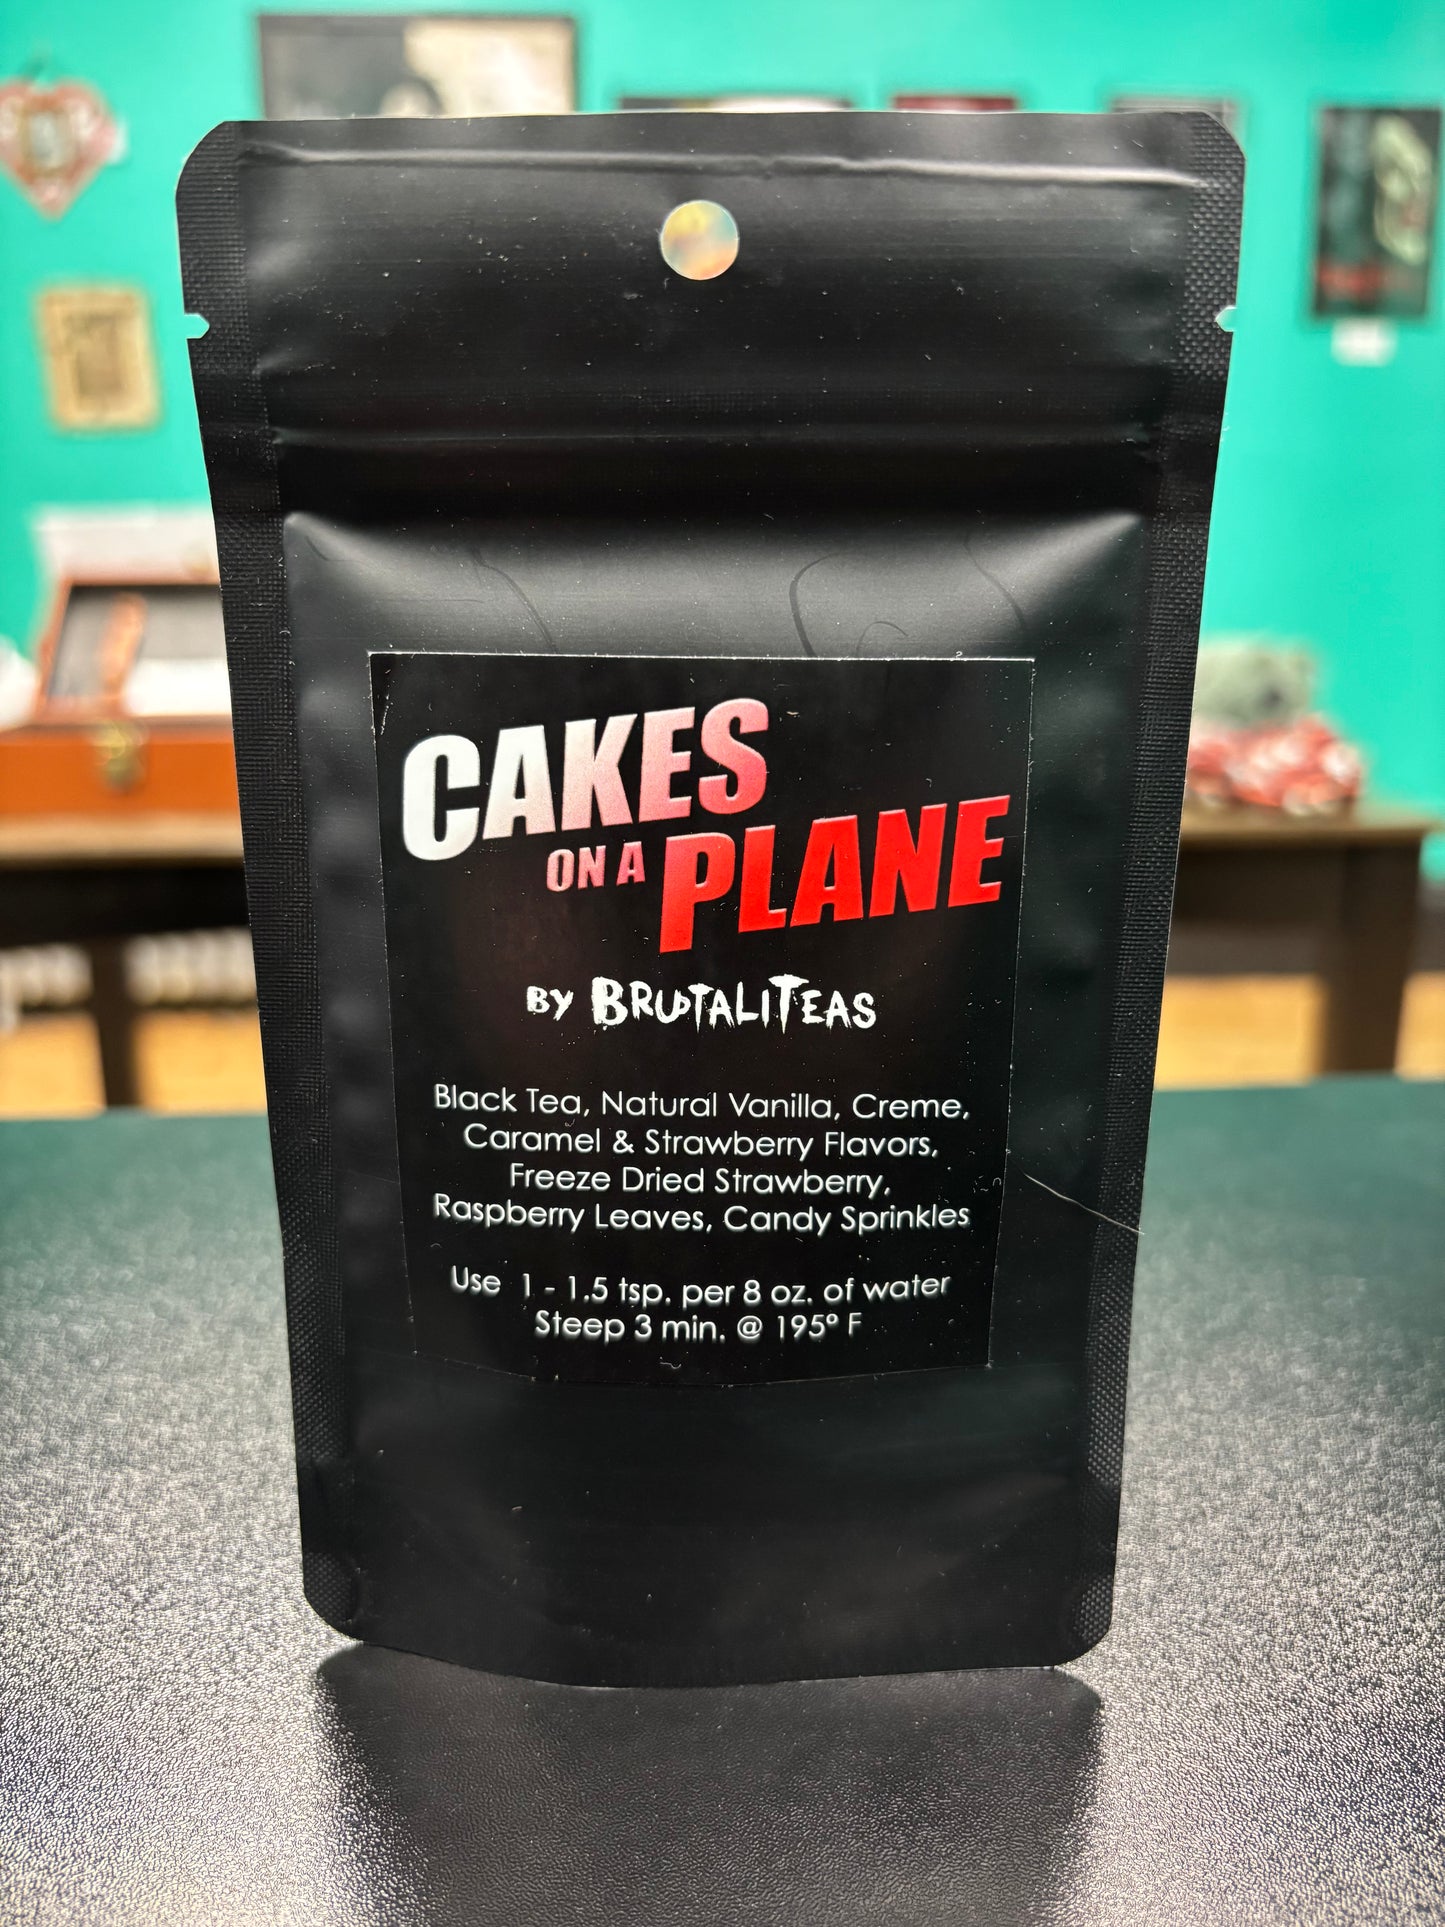 CAKES
ON A PLANE
BY BRUTALITEAS
Black Tea, Natural Vanilla, Creme,
Caramel & Strawberry Flavors,
Freeze Dried Strawberry,
Raspberry Leaves, Candy Sprinkles
Use 1 - 1.5 tsp. per 8 oz. of water
Steep 3 min. @ 195º F